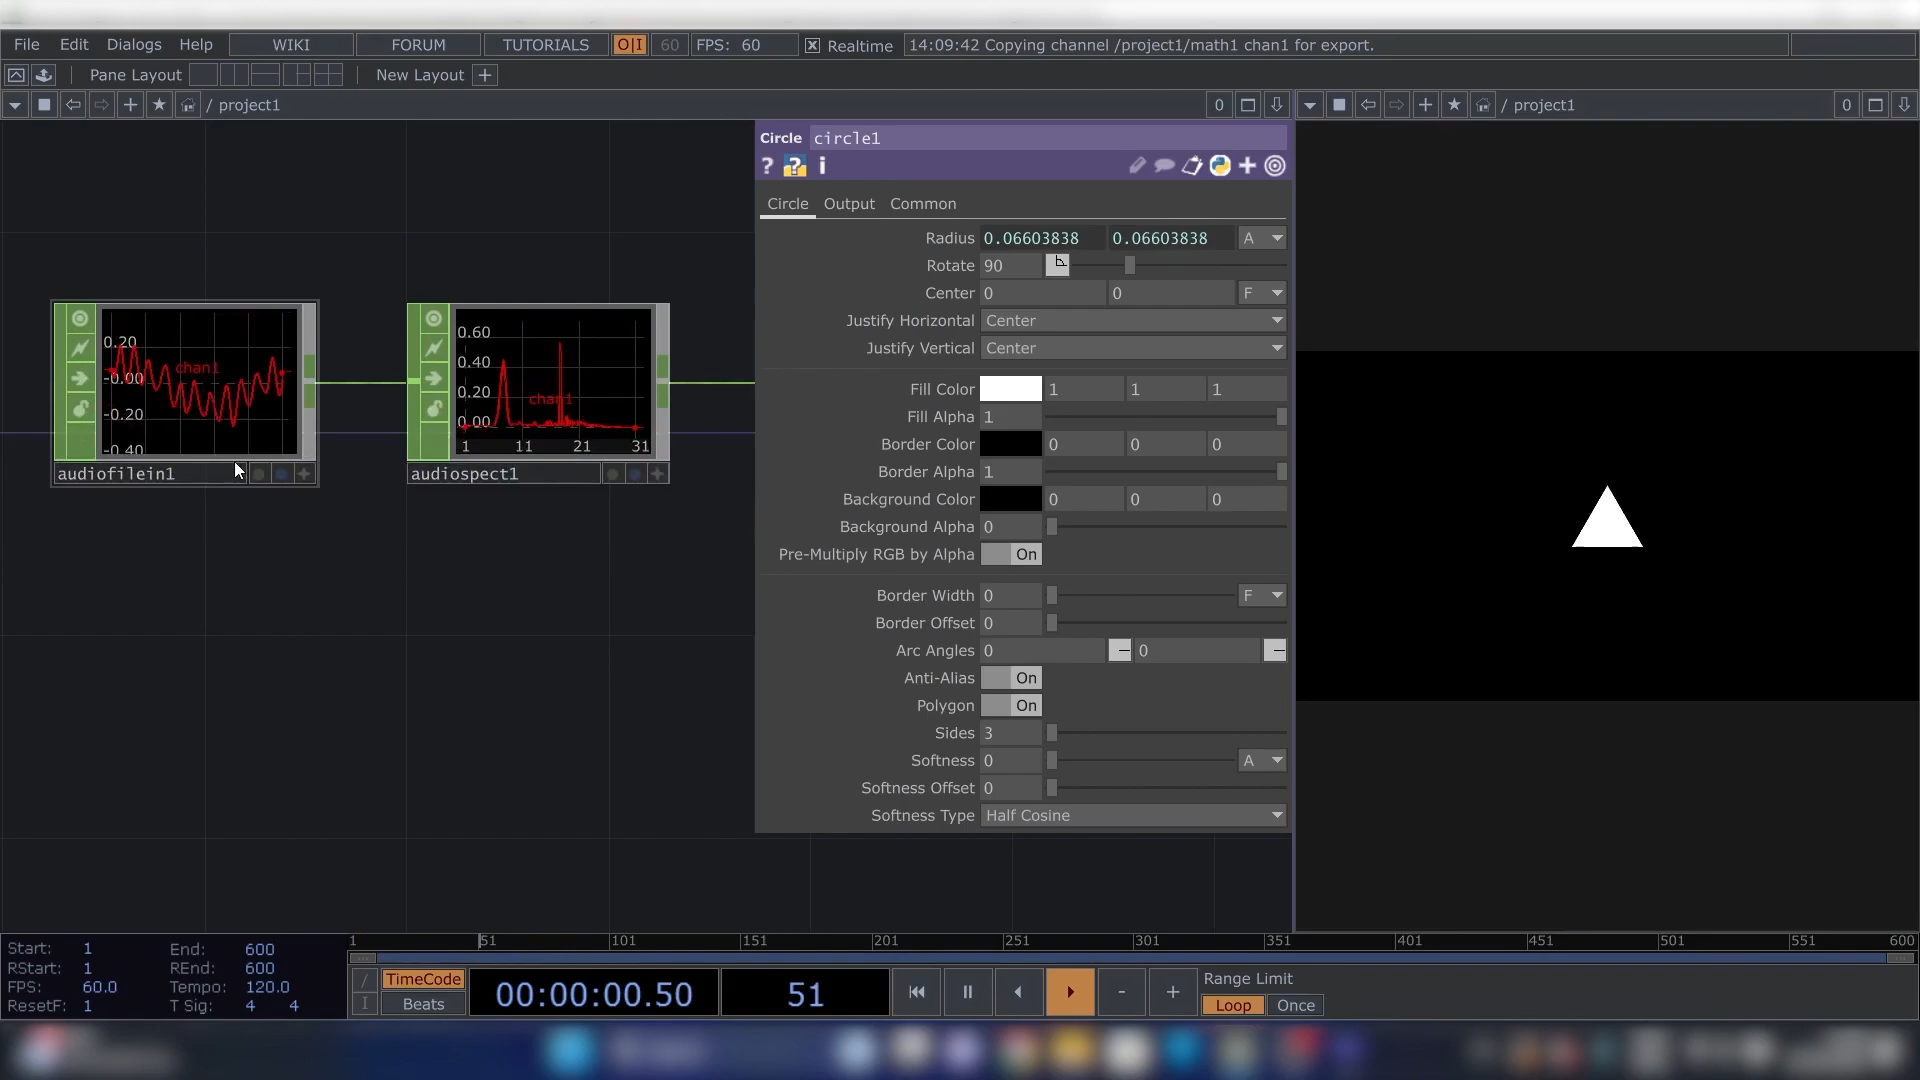 File Edit Dialogs Help WIKI FORUM TUTORIALS O|I 60 FPS: 60 Realtime 14:09:42 Copying channel /project1/math1 chan1 for export.
Pane Layout New Layout +
/ project1 0 / project1 0
Circle circle1
? ? i
Circle Output Common
Radius 0.06603838 0.06603838 A
Rotate 90
Center 0 0 F
Justify Horizontal Center
Justify Vertical Center
Fill Color 1 1 1
Fill Alpha 1
Border Color 0 0 0
Border Alpha 1
Background Color 0 0 0
Background Alpha 0
Pre-Multiply RGB by Alpha On
Border Width 0 F
Border Offset 0
Arc Angles 0 0
Anti-Alias On
Polygon On
Sides 3
Softness 0 A
Softness Offset 0
Softness Type Half Cosine
0.20
chan1
-0.00
-0.20
-0.40
audiofilein1
0.60
0.40
0.20
chan1
0.00
1 11 21 31
audiospect1
1 51 101 151 201 251 301 351 401 451 501 551 600
Start: 1 End: 600
RStart: 1 REnd: 600
FPS: 60.0 Tempo: 120.0
ResetF: 1 T Sig: 4 4
TimeCode
Beats
00:00:00.50 51
- +
Range Limit
Loop Once